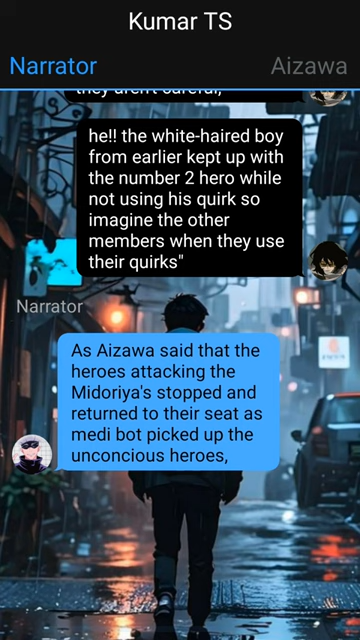 Kumar TS
Narrator
Aizawa
they aren't careful,
he!! the white-haired boy
from earlier kept up with
the number 2 hero while
not using his quirk so
imagine the other
members when they use
their quirks"
Narrator
As Aizawa said that the
heroes attacking the
Midoriya's stopped and
returned to their seat as
medi bot picked up the
unconcious heroes,